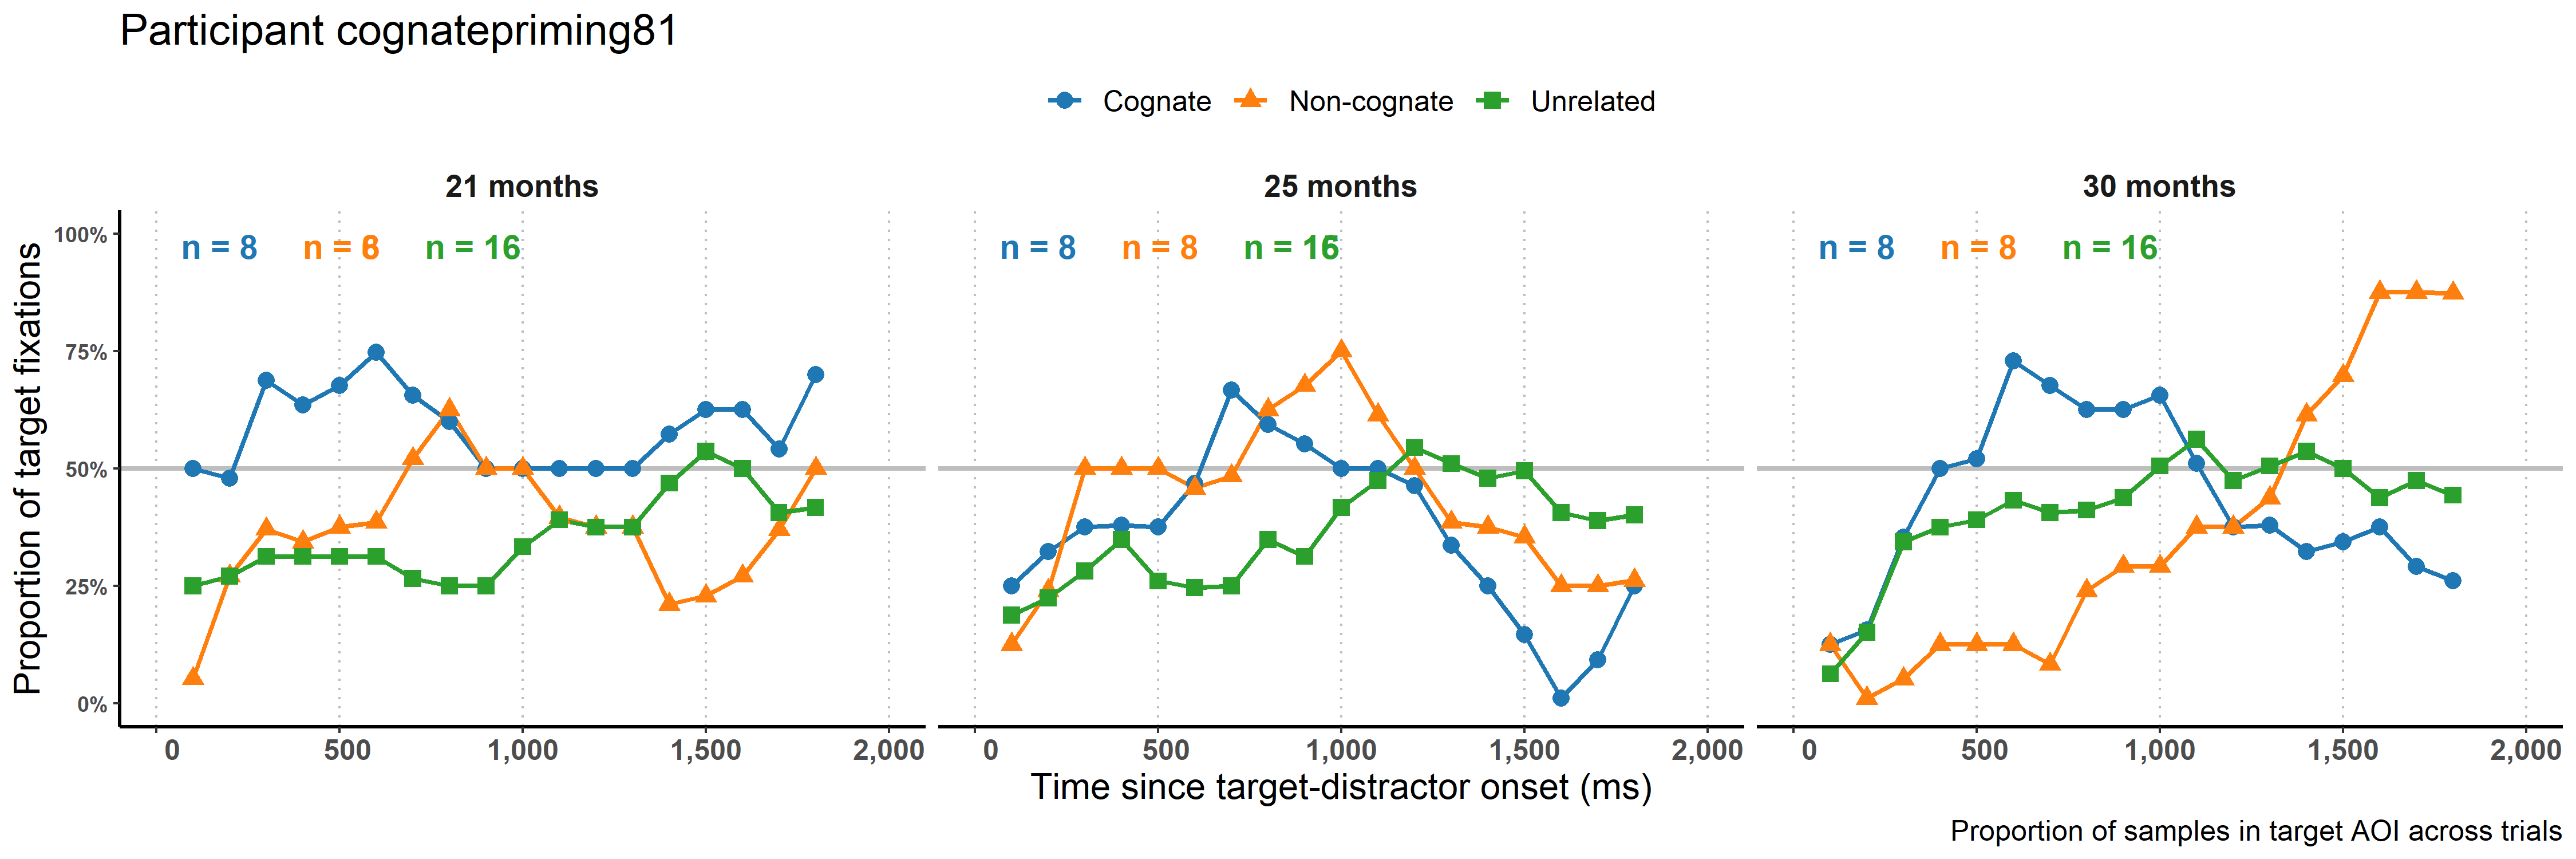 Participant cognatepriming81
Cognate Non-cognate Unrelated
21 months 25 months 30 months
n = 8 n = n = 16 n = 8 n = 8 n = n = 8 n = 8 n = 16
100%
75%
50%
25%
0%
Proportion of target fixations
0 500 1,000 1,500 2,000 0 500 1,000 1,500 2,000 0 500 1,000 1,500 2,000
Time since target-distractor onset (ms)
Proportion of samples in target AOI across trials